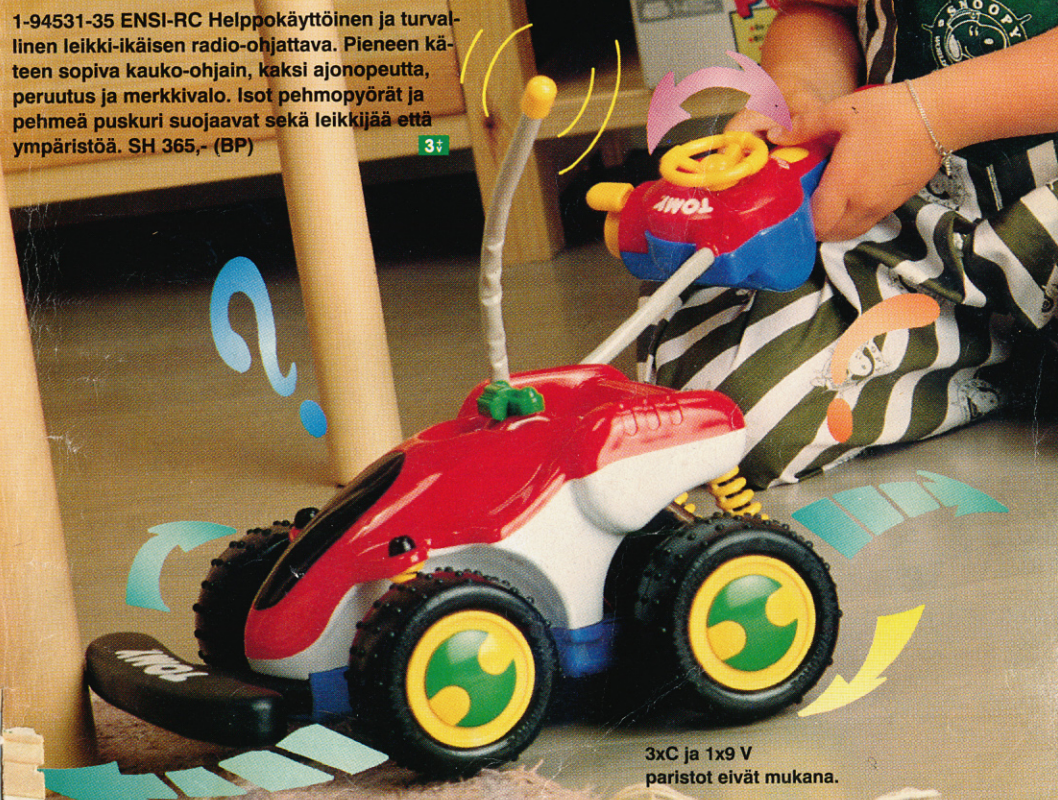 1-94531-35 ENSI-RC Helppokäyttöinen ja turval-
linen leikki-ikäisen radio-ohjattava. Pieneen kä-
teen sopiva kauko-ohjain, kaksi ajonopeutta,
peruutus ja merkkivalo. Isot pehmopyörät ja
pehmeä puskuri suojaavat sekä leikkijää että
ympäristöä. SH 365,- (BP)
3+
v
SNOOPY
TOMY
TOMY
3xC ja 1x9 V
paristot eivät mukana.